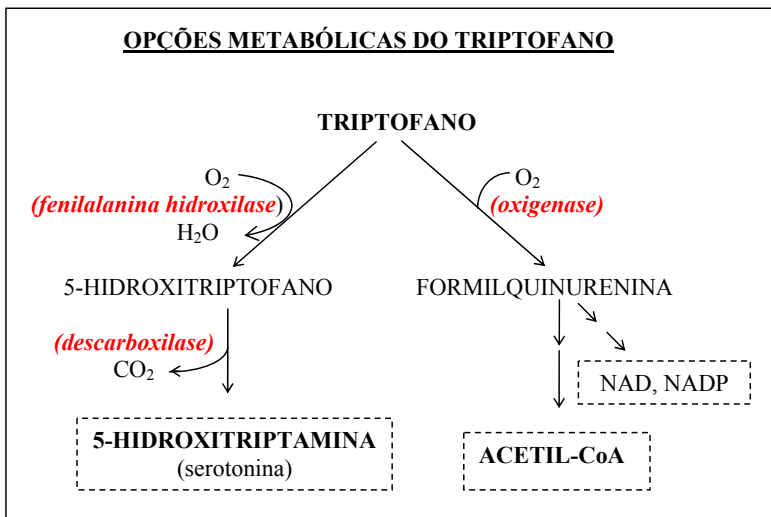 OPÇÕES METABÓLICAS DO TRIPTOFANO
TRIPTOFANO
O₂
(fenilalanina hidroxilase)
H₂O
O₂
(oxigenase)
5-HIDROXITRIPTOFANO
FORMILQUINURENINA
(descarboxilase)
CO₂
NAD, NADP
5-HIDROXITRIPTAMINA
(serotonina)
ACETIL-CoA